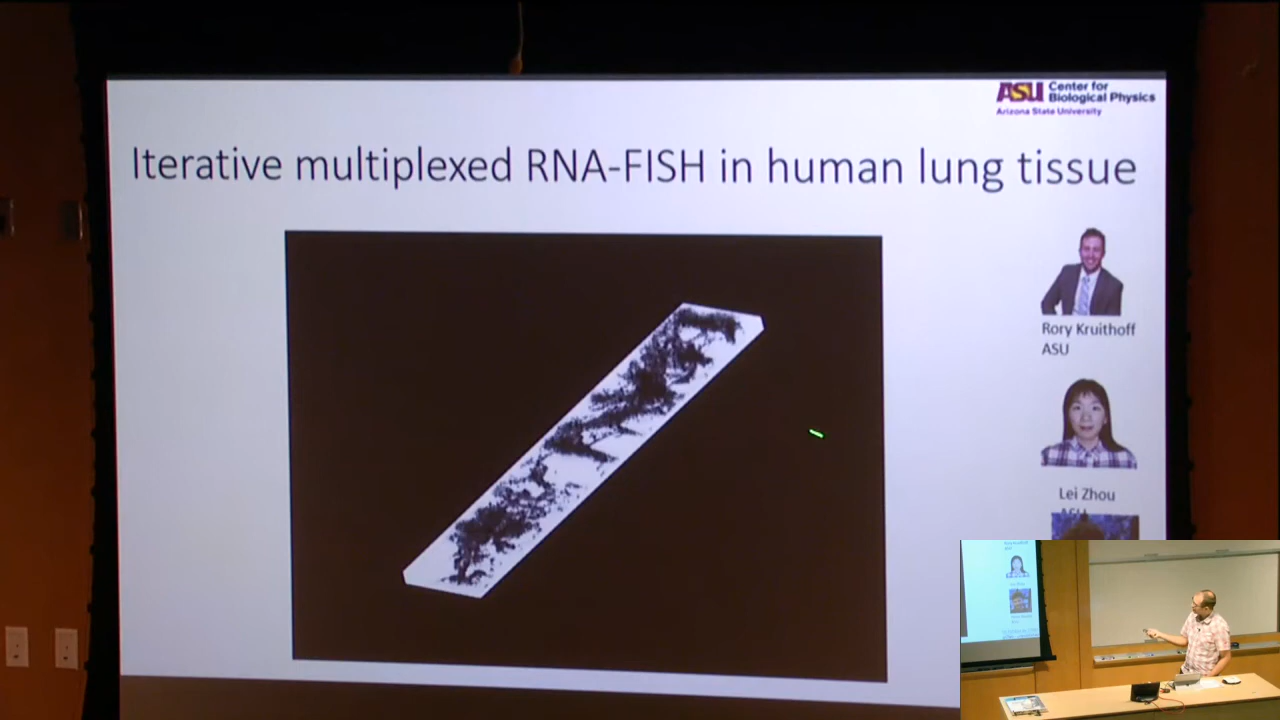 ASU Center for
Biological Physics
Arizona State University
Iterative multiplexed RNA-FISH in human lung tissue
Rory Kruithoff
ASU
Lei Zhou
ASU